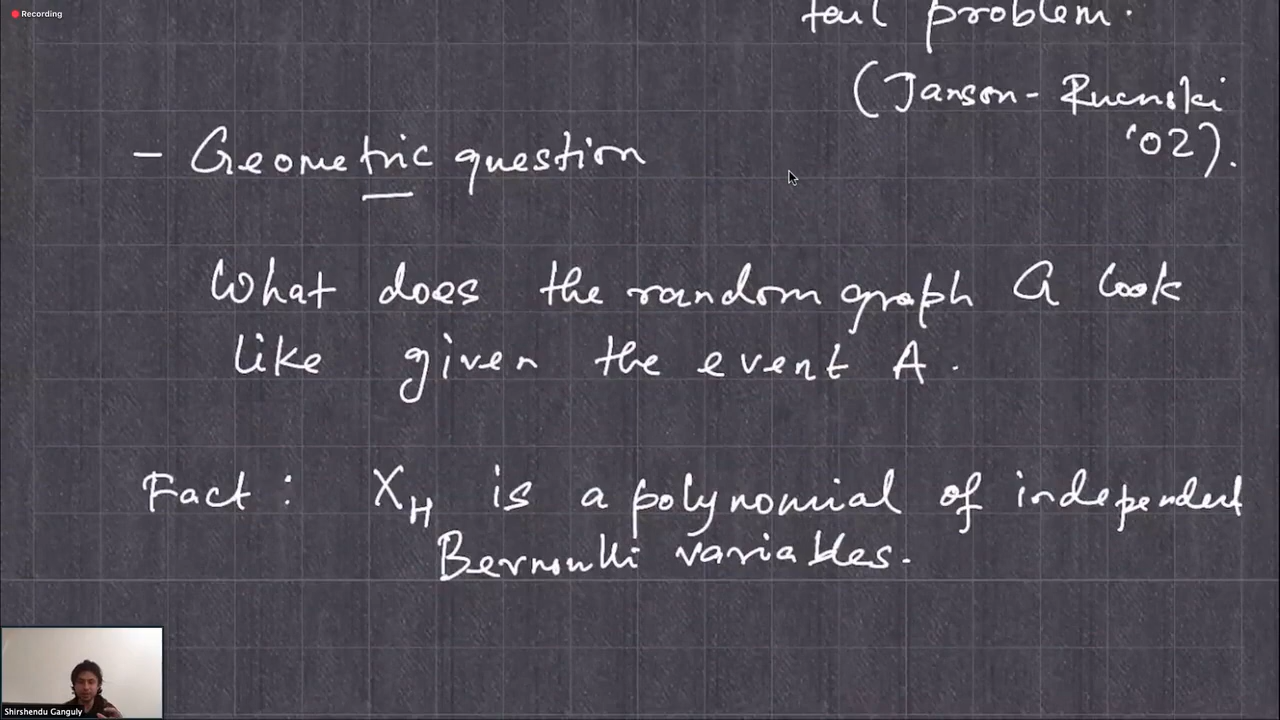 Recording
tail problem.
(Janson- Rucinski
'02).
- Geometric question
What does the random graph G look
like given the event A.
Fact : X_H is a polynomial of independent
Bernoulli variables.
Shirshendu Ganguly